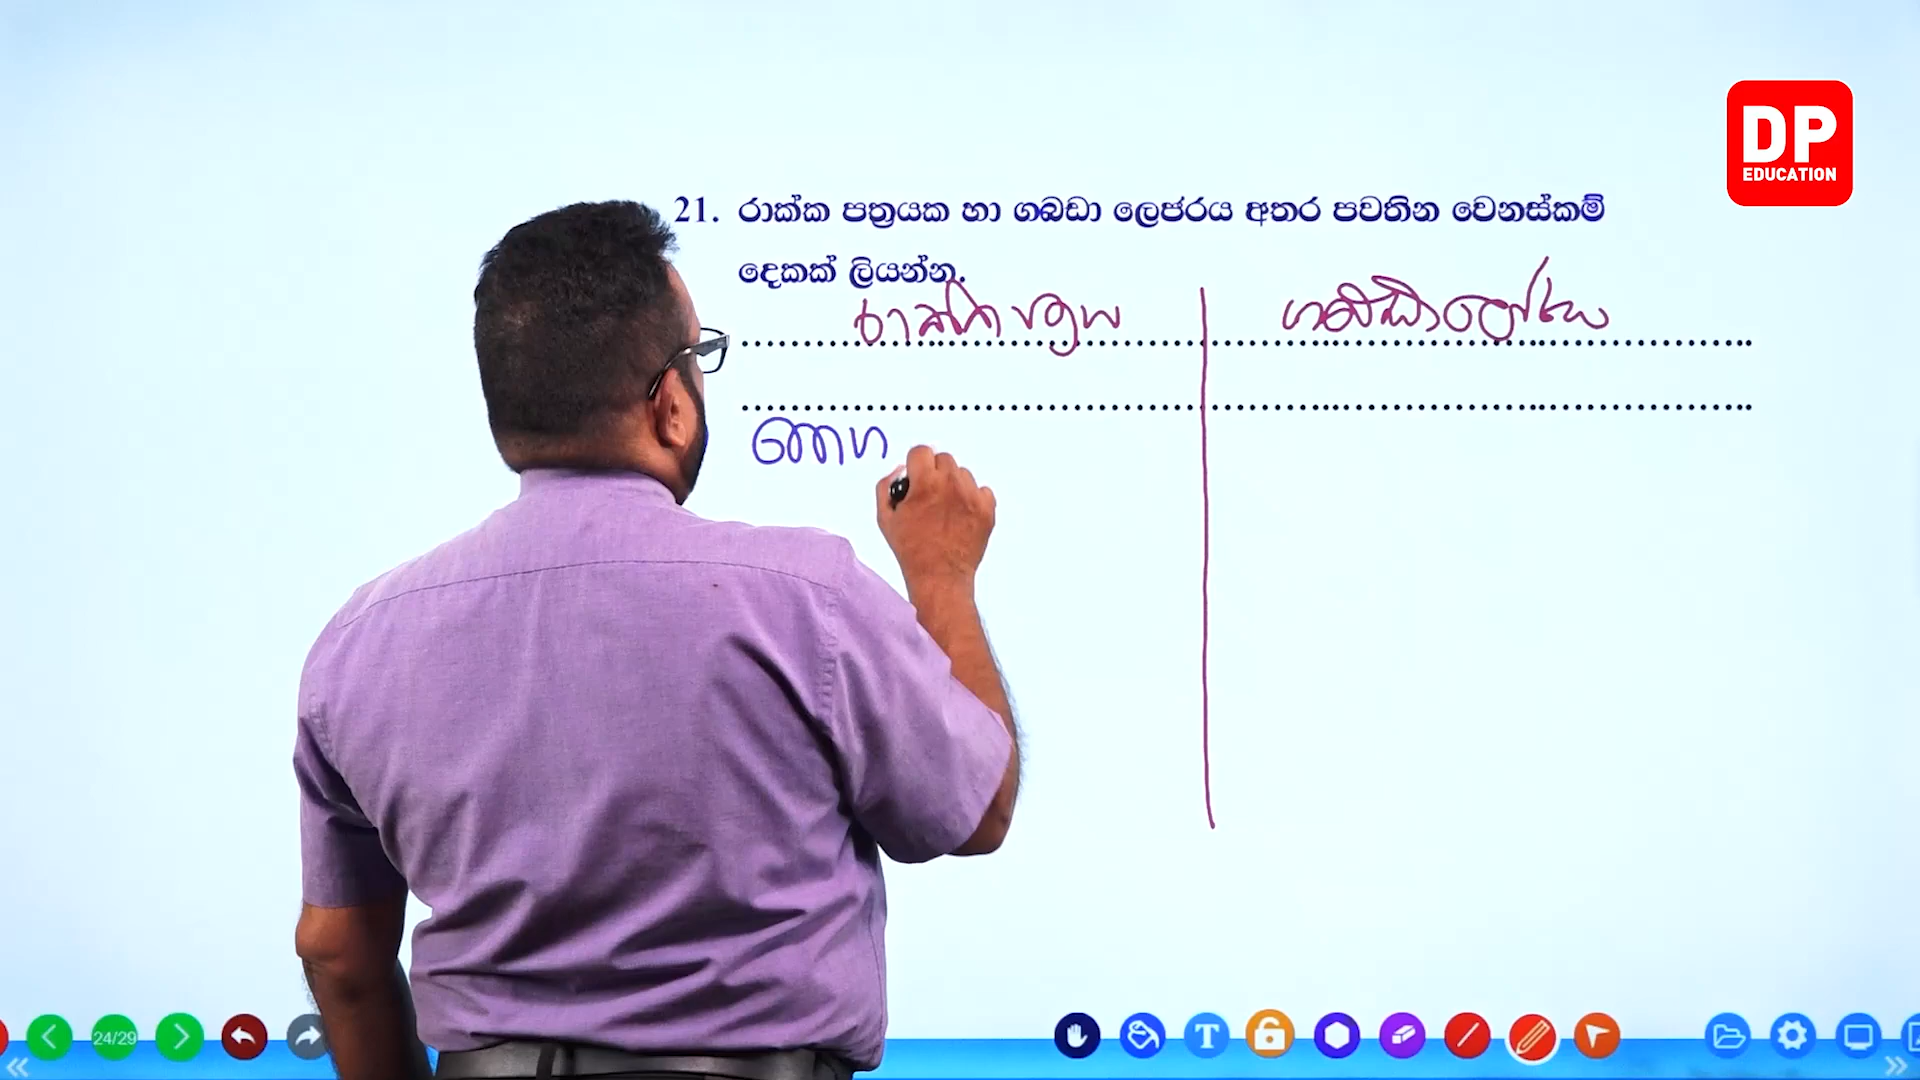 DP
EDUCATION
21. රාක්ක පත්‍රයක හා ගබඩා ලෙජරය අතර පවතින වෙනස්කම්
දෙකක් ලියන්න.
රාක්ක පත්‍රය
ගබඩා ලෙජරය
24/29
T